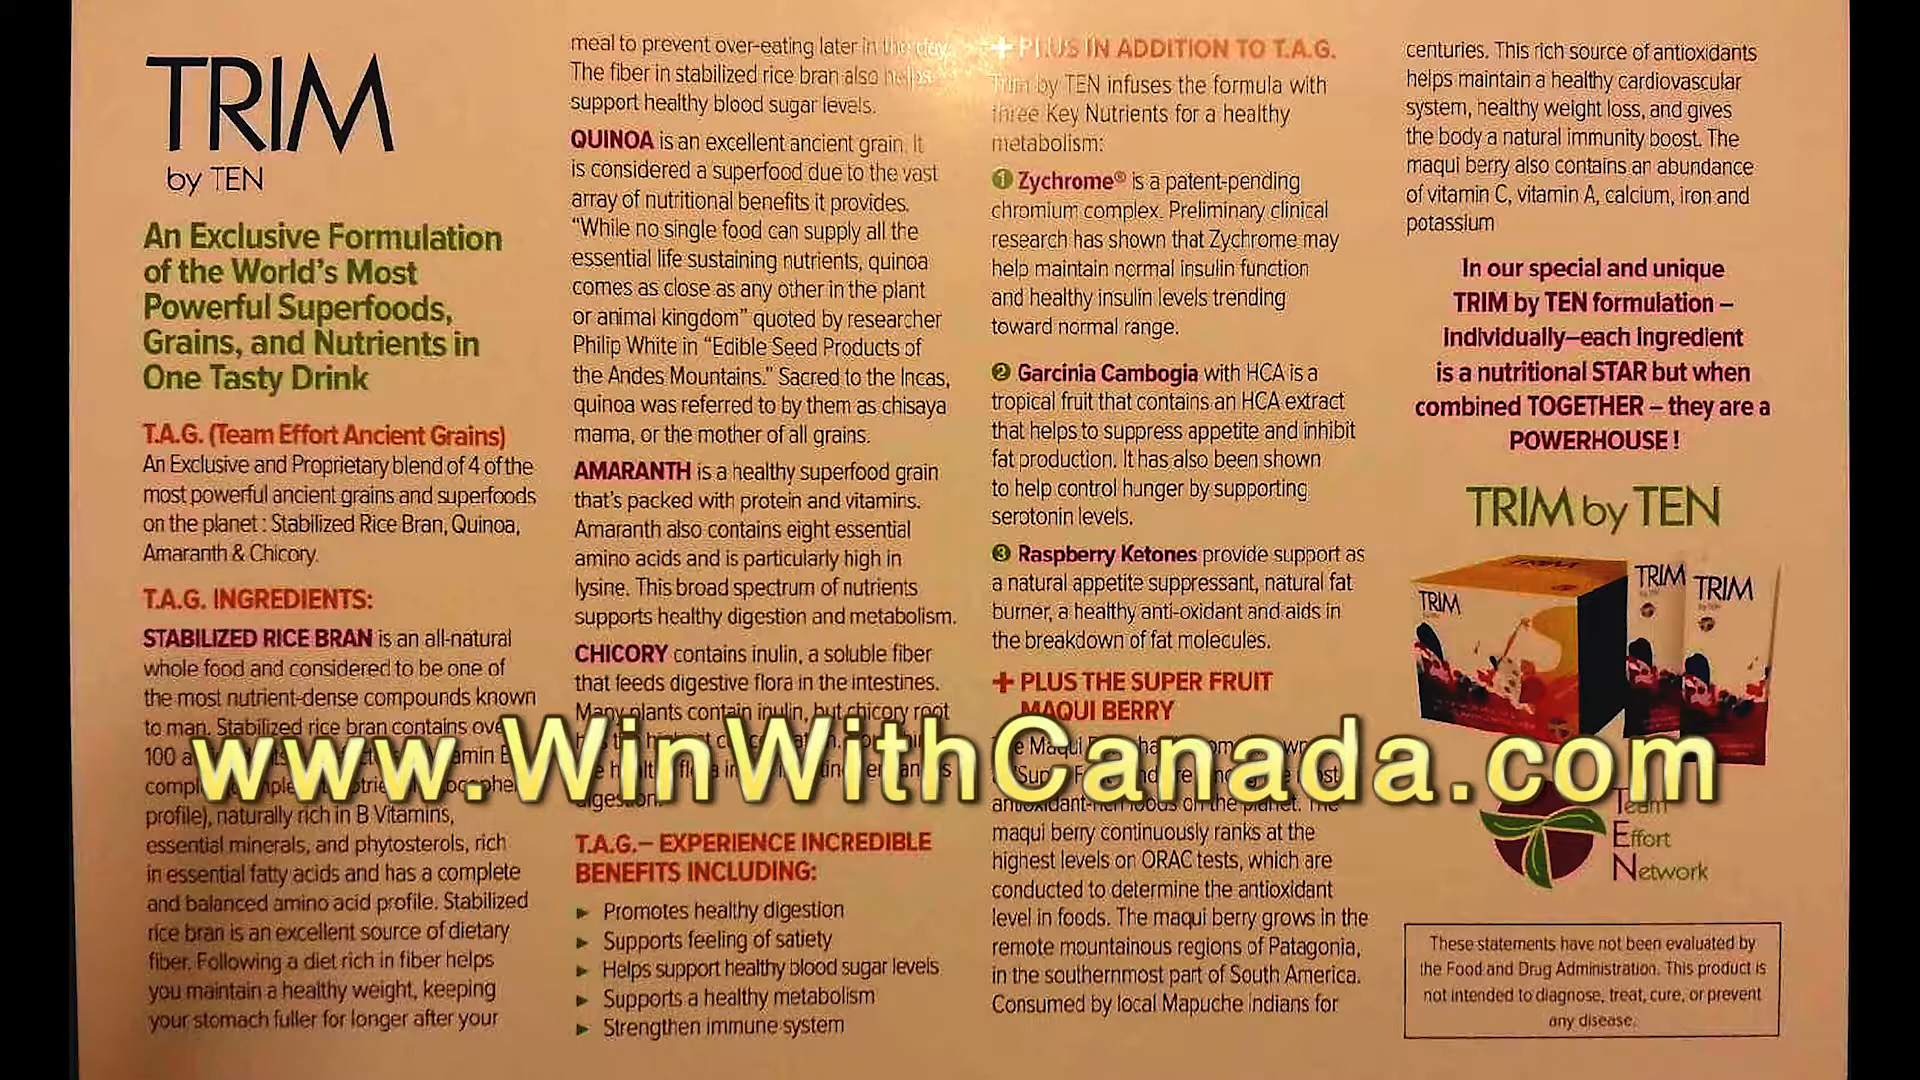 TRIM
by TEN
An Exclusive Formulation
of the World's Most
Powerful Superfoods,
Grains, and Nutrients in
One Tasty Drink
T.A.G. (Team Effort Ancient Grains)
An Exclusive and Proprietary blend of 4 of the
most powerful ancient grains and superfoods
on the planet : Stabilized Rice Bran, Quinoa,
Amaranth & Chicory.
T.A.G. INGREDIENTS:
STABILIZED RICE BRAN is an all-natural
whole food and considered to be one of
the most nutrient-dense compounds known
to man. Stabilized rice bran contains over
100
profile), naturally rich in B Vitamins,
essential minerals, and phytosterols, rich
in essential fatty acids and has a complete
and balanced amino acid profile. Stabilized
rice bran is an excellent source of dietary
fiber. Following a diet rich in fiber helps
you maintain a healthy weight, keeping
your stomach fuller for longer after your
meal to prevent over-eating later in the day.
The fiber in stabilized rice bran also helps
support healthy blood sugar levels.
QUINOA is an excellent ancient grain. It
is considered a superfood due to the vast
array of nutritional benefits it provides.
"While no single food can supply all the
essential life sustaining nutrients, quinoa
comes as close as any other in the plant
or animal kingdom" quoted by researcher
Philip White in "Edible Seed Products of
the Andes Mountains." Sacred to the Incas,
quinoa was referred to by them as chisaya
mama, or the mother of all grains.
AMARANTH is a healthy superfood grain
that's packed with protein and vitamins.
Amaranth also contains eight essential
amino acids and is particularly high in
lysine. This broad spectrum of nutrients
supports healthy digestion and metabolism.
CHICORY contains inulin, a soluble fiber
that feeds digestive flora in the intestines.
Many plants contain inulin, but chicory root
digestion.
T.A.G.– EXPERIENCE INCREDIBLE
BENEFITS INCLUDING:
► Promotes healthy digestion
► Supports feeling of satiety
► Helps support healthy blood sugar levels
► Supports a healthy metabolism
► Strengthen immune system
+ PLUS IN ADDITION TO T.A.G.
Trim by TEN infuses the formula with
three Key Nutrients for a healthy
metabolism:
1 Zychrome® is a patent-pending
chromium complex. Preliminary clinical
research has shown that Zychrome may
help maintain normal insulin function
and healthy insulin levels trending
toward normal range.
2 Garcinia Cambogia with HCA is a
tropical fruit that contains an HCA extract
that helps to suppress appetite and inhibit
fat production. It has also been shown
to help control hunger by supporting
serotonin levels.
3 Raspberry Ketones provide support as
a natural appetite suppressant, natural fat
burner, a healthy anti-oxidant and aids in
the breakdown of fat molecules.
+ PLUS THE SUPER FRUIT
MAQUI BERRY
The Maqui
antioxidant-rich foods on the planet. The
maqui berry continuously ranks at the
highest levels on ORAC tests, which are
conducted to determine the antioxidant
level in foods. The maqui berry grows in the
remote mountainous regions of Patagonia,
in the southernmost part of South America.
Consumed by local Mapuche Indians for
centuries. This rich source of antioxidants
helps maintain a healthy cardiovascular
system, healthy weight loss, and gives
the body a natural immunity boost. The
maqui berry also contains an abundance
of vitamin C, vitamin A, calcium, iron and
potassium
In our special and unique
TRIM by TEN formulation –
individually–each ingredient
is a nutritional STAR but when
combined TOGETHER – they are a
POWERHOUSE !
TRIM by TEN
TRIM
TRIM
TRIM
TRIM
Team
Effort
Network
These statements have not been evaluated by
the Food and Drug Administration. This product is
not intended to diagnose, treat, cure, or prevent
any disease.
www.WinWithCanada.com